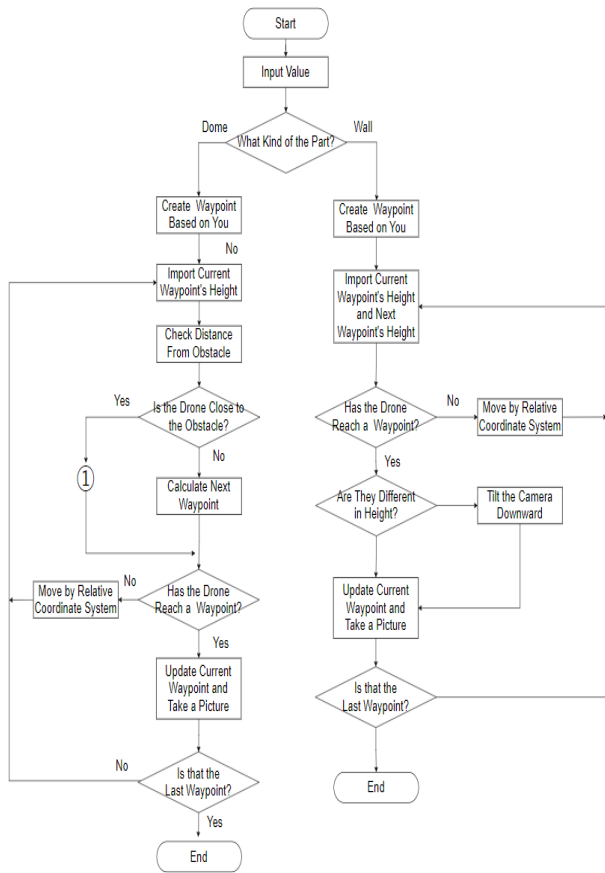 Start
Input Value
Dome
What Kind of the Part?
Wall
Create Waypoint
Based on You
No
Import Current
Waypoint's Height
Check Distance
From Obstacle
Yes
Is the Drone Close to
the Obstacle?
No
1
Calculate Next
Waypoint
No
Move by Relative
Coordinate System
Has the Drone
Reach a Waypoint?
Yes
Update Current
Waypoint and
Take a Picture
No
Is that the
Last Waypoint?
Yes
End
Create Waypoint
Based on You
Import Current
Waypoint's Height
and Next
Waypoint's Height
Has the Drone
Reach a Waypoint?
No
Move by Relative
Coordinate System
Yes
Are They Different
in Height?
Tilt the Camera
Downward
Update Current
Waypoint and
Take a Picture
Is that the
Last Waypoint?
End